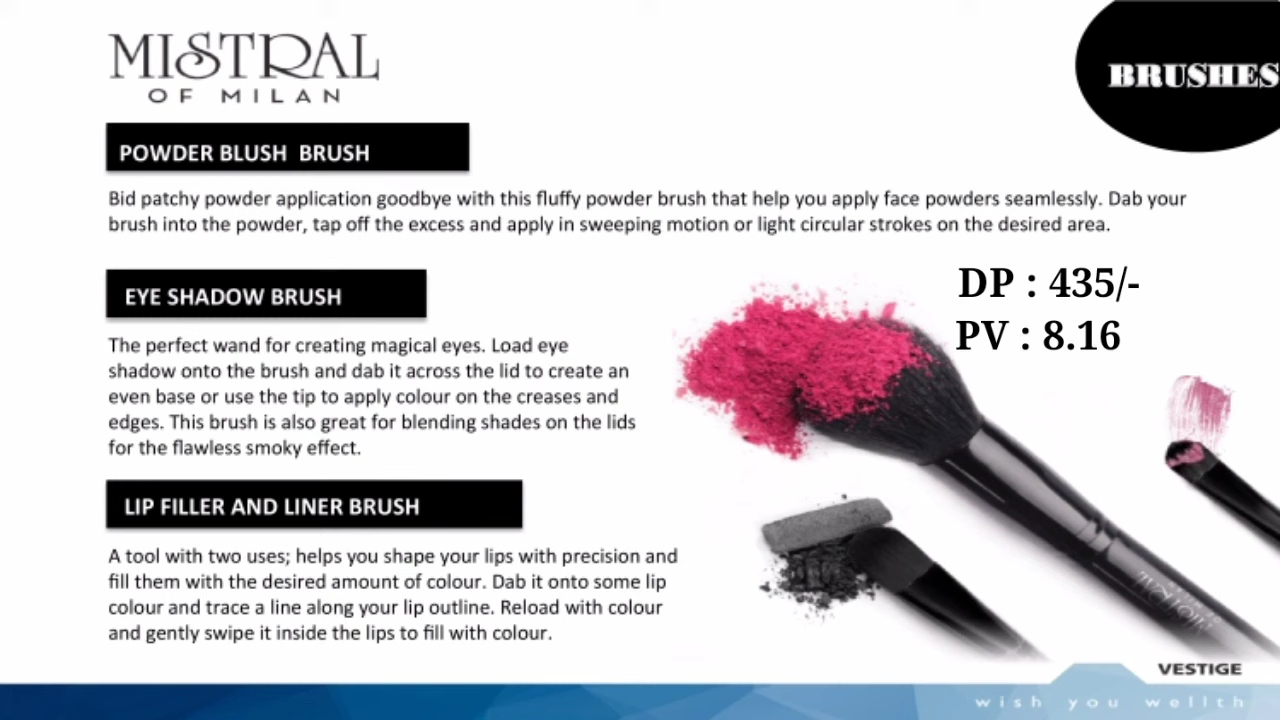 MISTRAL
OF MILAN
BRUSHES
POWDER BLUSH BRUSH
Bid patchy powder application goodbye with this fluffy powder brush that help you apply face powders seamlessly. Dab your
brush into the powder, tap off the excess and apply in sweeping motion or light circular strokes on the desired area.
EYE SHADOW BRUSH
The perfect wand for creating magical eyes. Load eye
shadow onto the brush and dab it across the lid to create an
even base or use the tip to apply colour on the creases and
edges. This brush is also great for blending shades on the lids
for the flawless smoky effect.
DP : 435/-
PV : 8.16
LIP FILLER AND LINER BRUSH
A tool with two uses; helps you shape your lips with precision and
fill them with the desired amount of colour. Dab it onto some lip
colour and trace a line along your lip outline. Reload with colour
and gently swipe it inside the lips to fill with colour.
MISTRAL
OF MILAN
VESTIGE
wish you wellth